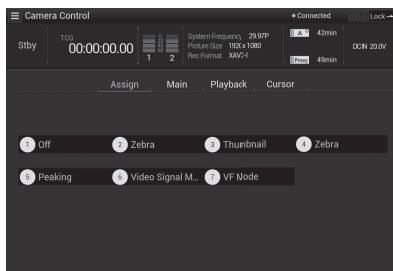 Camera Control
Connected
Lock
Stby
TCG
00:00:00.00
1 2
System Frequency 29.97P
Picture Size 1920x1080
Rec Format XAVC-I
A
42min
Proxy
49min
DCIN 20.0V
Assign Main Playback Cursor
1 Off
2 Zebra
3 Thumbnail
4 Zebra
5 Peaking
6 Video Signal M...
7 VF Mode